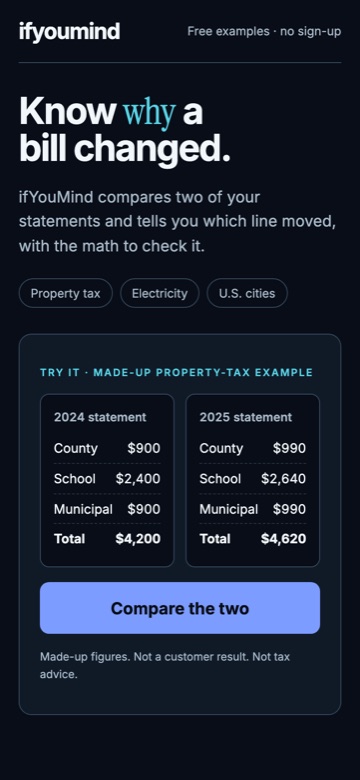 ifyoumind
Free examples · no sign-up
Know why a
bill changed.
ifYouMind compares two of your
statements and tells you which line moved,
with the math to check it.
Property tax
Electricity
U.S. cities
TRY IT · MADE-UP PROPERTY-TAX EXAMPLE
2024 statement
County $900
School $2,400
Municipal $900
Total $4,200
2025 statement
County $990
School $2,640
Municipal $990
Total $4,620
Compare the two
Made-up figures. Not a customer result. Not tax
advice.